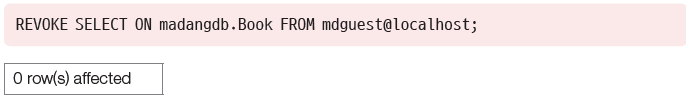 REVOKE SELECT ON madangdb.Book FROM mdguest@localhost;
0 row(s) affected